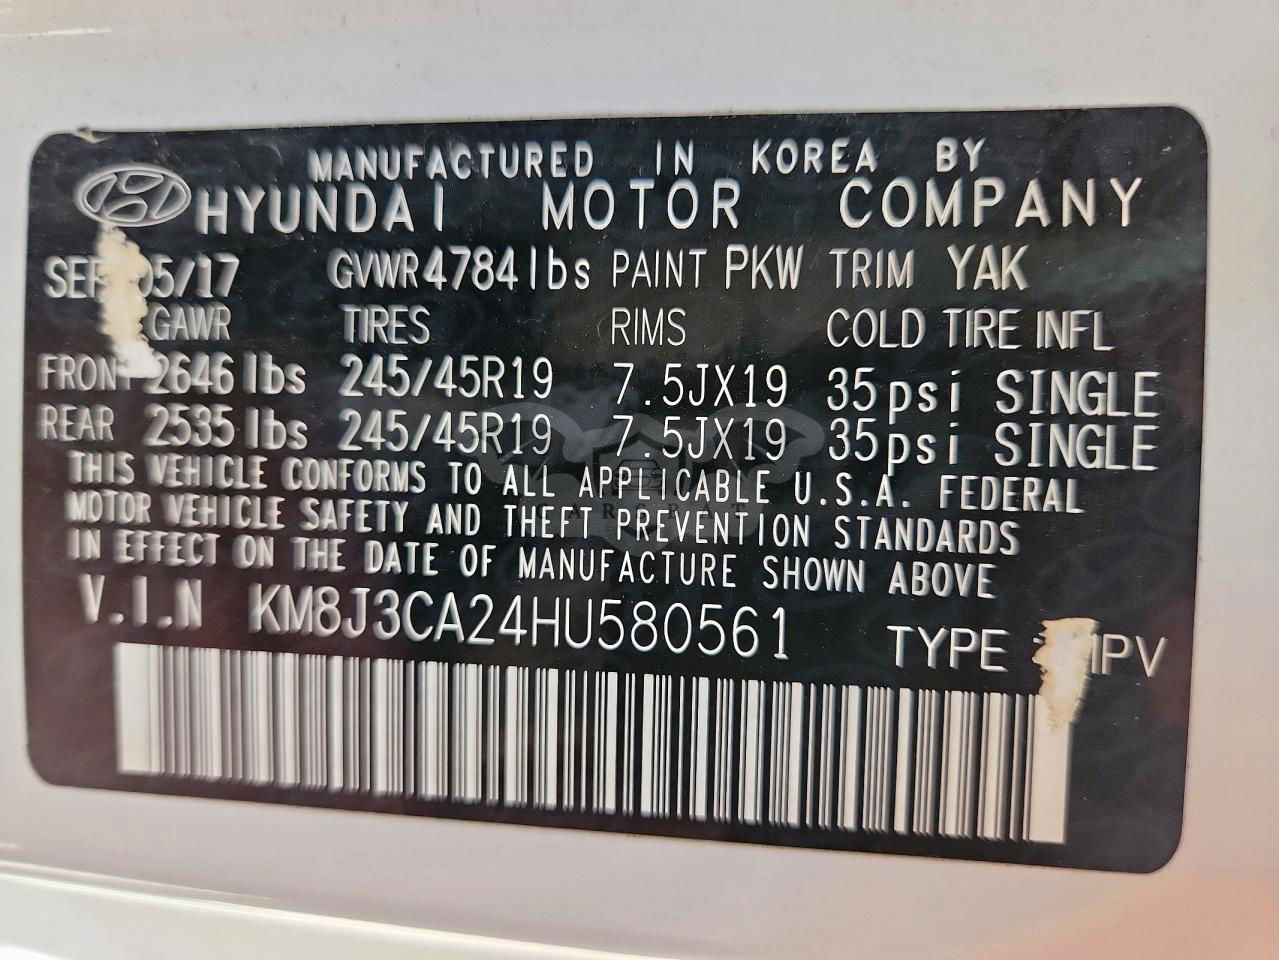 MANUFACTURED IN KOREA BY
HYUNDAI MOTOR COMPANY
05/17 GVWR 4784 lbs PAINT PKW TRIM YAK
GAWR TIRES RIMS COLD TIRE INFL
FRONT 2646 lbs 245/45R19 7.5JX19 35psi SINGLE
REAR 2535 lbs 245/45R19 7.5JX19 35psi SINGLE
THIS VEHICLE CONFORMS TO ALL APPLICABLE U.S.A. FEDERAL
MOTOR VEHICLE SAFETY AND THEFT PREVENTION STANDARDS
IN EFFECT ON THE DATE OF MANUFACTURE SHOWN ABOVE
V.I.N KM8J3CA24HU580561 TYPE